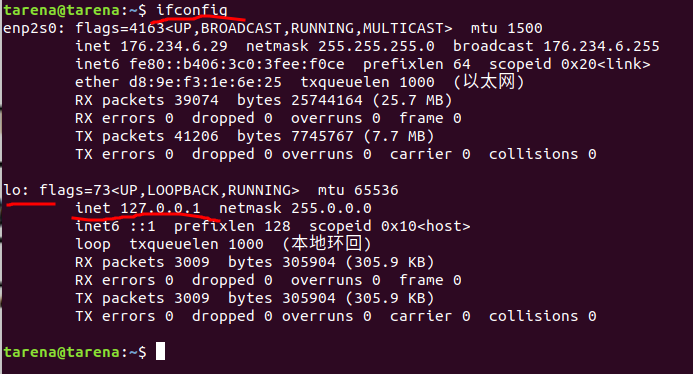 tarena@tarena:~$ ifconfig
enp2s0: flags=4163<UP,BROADCAST,RUNNING,MULTICAST>  mtu 1500
        inet 176.234.6.29  netmask 255.255.255.0  broadcast 176.234.6.255
        inet6 fe80::b406:3c0:3fee:f0ce  prefixlen 64  scopeid 0x20<link>
        ether d8:9e:f3:1e:6e:25  txqueuelen 1000  (以太网)
        RX packets 39074  bytes 25744164 (25.7 MB)
        RX errors 0  dropped 0  overruns 0  frame 0
        TX packets 41206  bytes 7745767 (7.7 MB)
        TX errors 0  dropped 0 overruns 0  carrier 0  collisions 0
lo: flags=73<UP,LOOPBACK,RUNNING>  mtu 65536
        inet 127.0.0.1  netmask 255.0.0.0
        inet6 ::1  prefixlen 128  scopeid 0x10<host>
        loop  txqueuelen 1000  (本地环回)
        RX packets 3009  bytes 305904 (305.9 KB)
        RX errors 0  dropped 0  overruns 0  frame 0
        TX packets 3009  bytes 305904 (305.9 KB)
        TX errors 0  dropped 0 overruns 0  carrier 0  collisions 0
tarena@tarena:~$